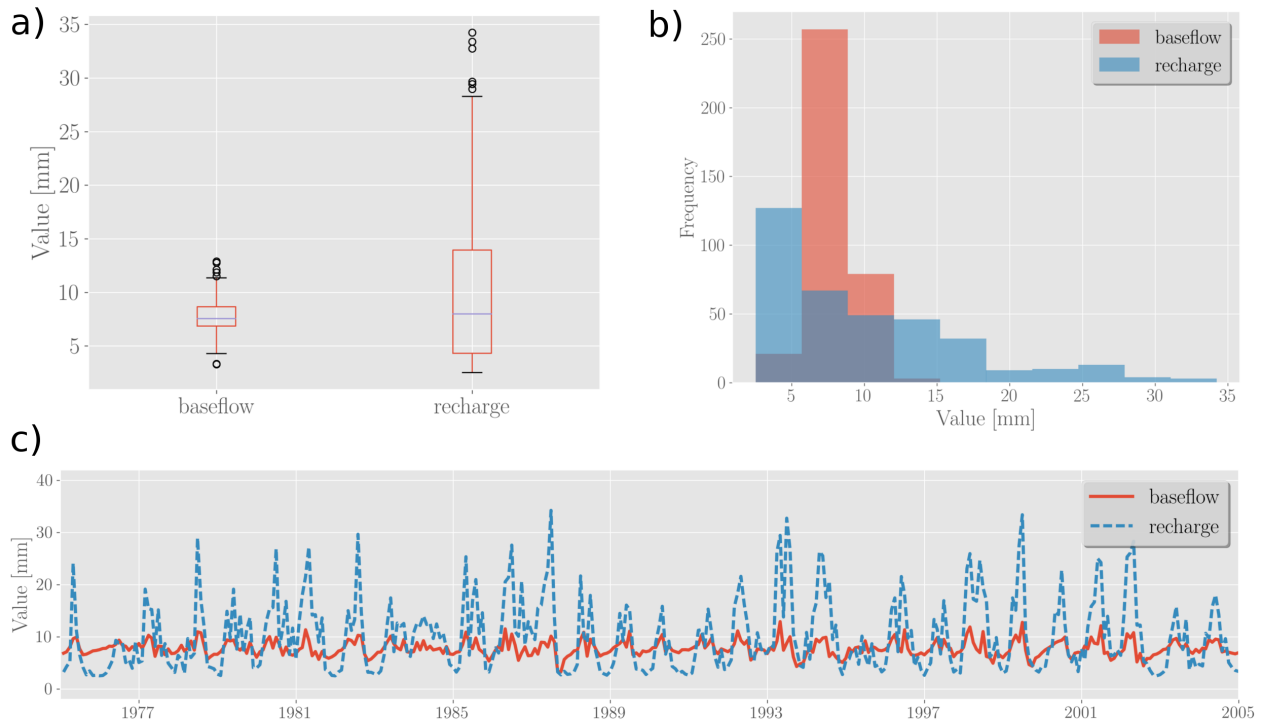 a)
Value [mm]
35
30
25
20
15
10
5
baseflow
recharge
b)
Frequency
250
200
150
100
50
0
baseflow
recharge
5 10 15 20 25 30 35
Value [mm]
c)
Value [mm]
40
30
20
10
0
baseflow
recharge
1977 1981 1985 1989 1993 1997 2001 2005